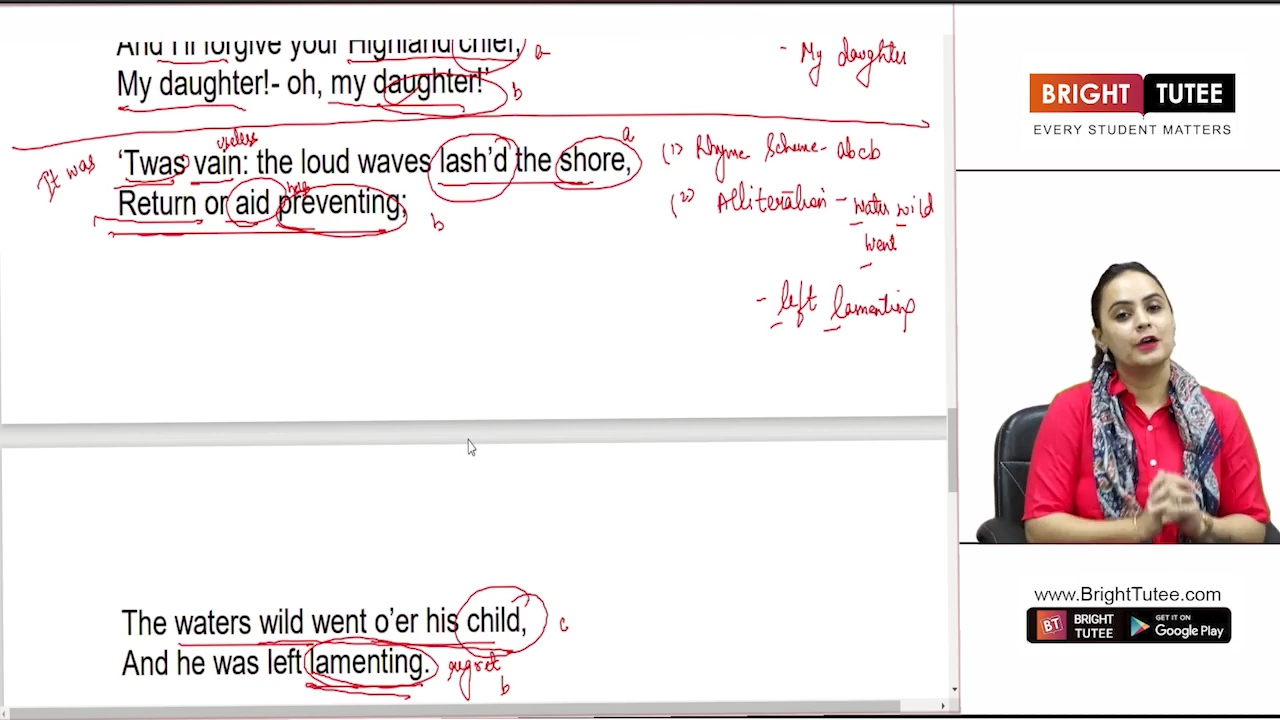 And I'll forgive your Highland chief, a
My daughter!- oh, my daughter!' b
- My daughter
useless
It was
'Twas vain: the loud waves lash'd the shore, a
help
Return or aid preventing; b
(1) Rhyme Scheme - abcb
(2) Alliteration - water wild
went
- left lamenting
The waters wild went o'er his child, c
And he was left lamenting. regret
b
BRIGHT TUTEE
EVERY STUDENT MATTERS
www.BrightTutee.com
BT BRIGHT TUTEE
GET IT ON
Google Play